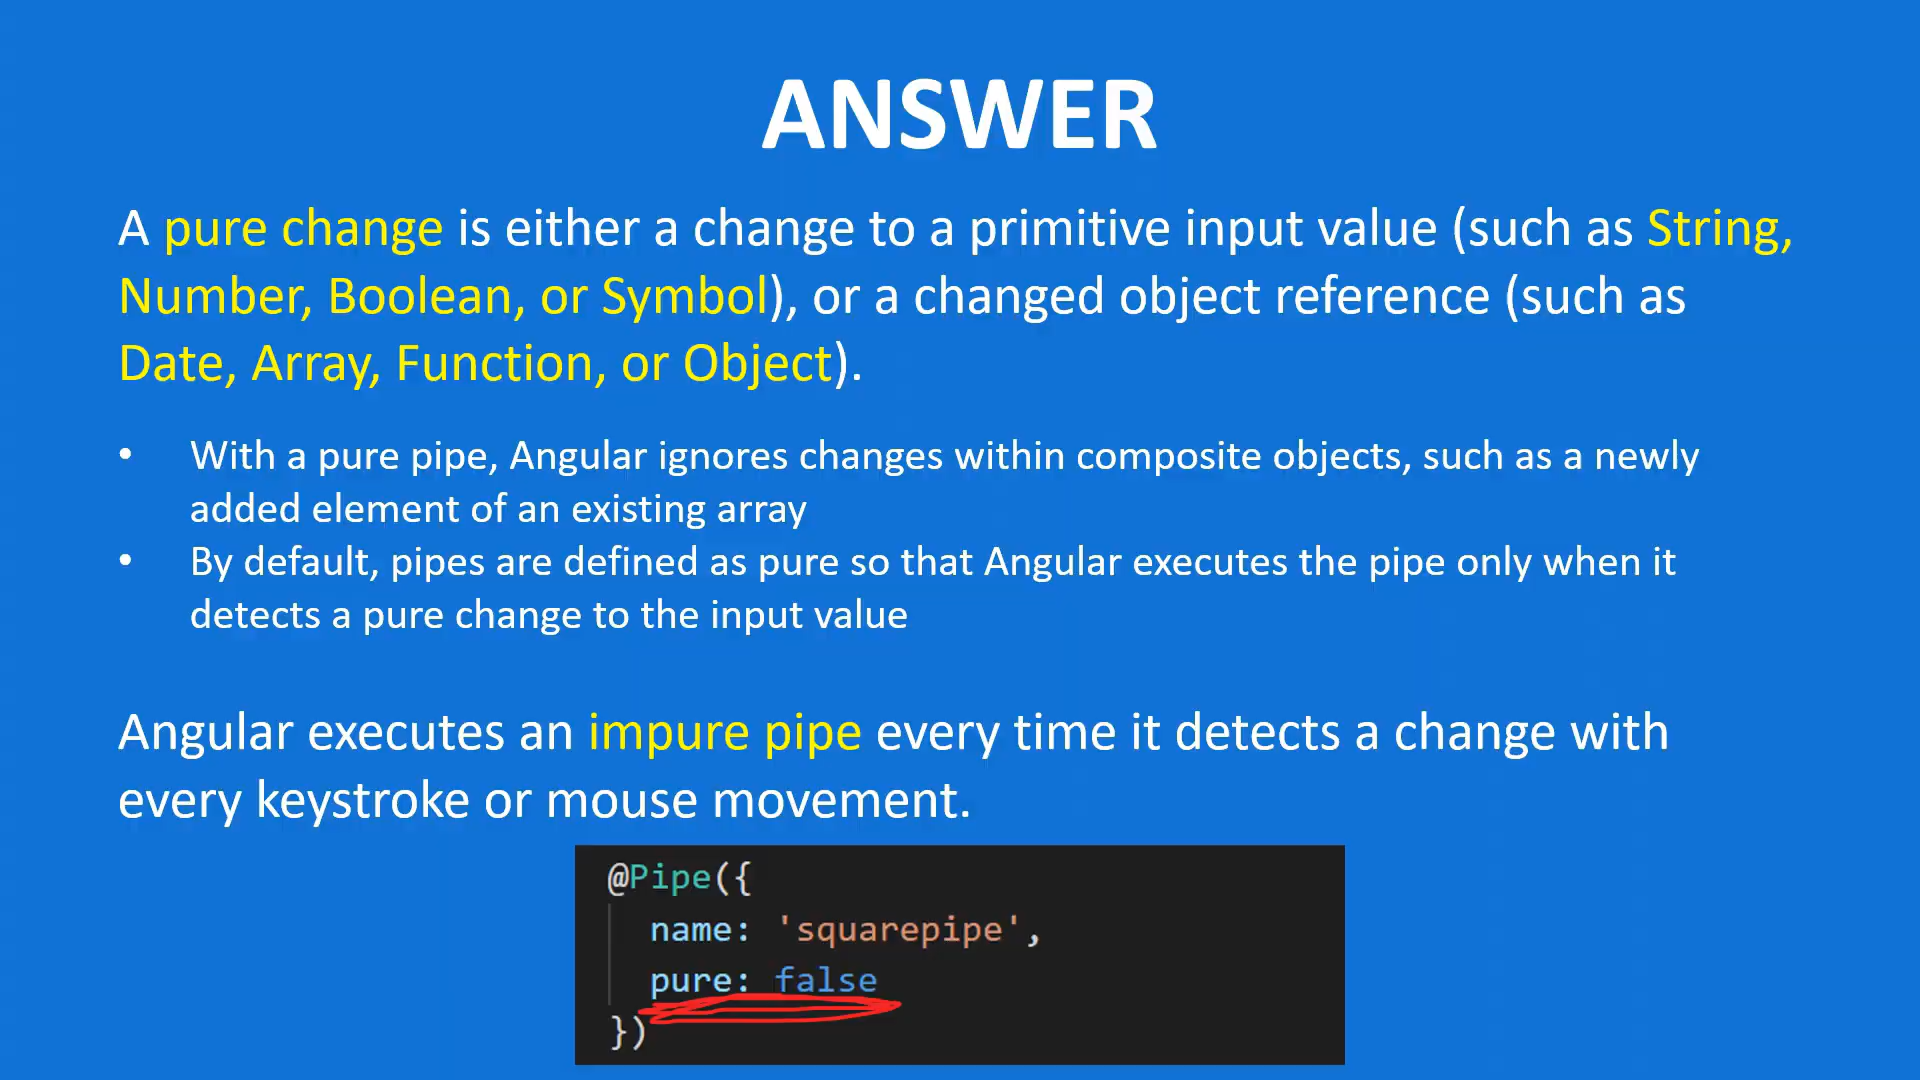 ANSWER
A pure change is either a change to a primitive input value (such as String,
Number, Boolean, or Symbol), or a changed object reference (such as
Date, Array, Function, or Object).
• With a pure pipe, Angular ignores changes within composite objects, such as a newly
added element of an existing array
• By default, pipes are defined as pure so that Angular executes the pipe only when it
detects a pure change to the input value
Angular executes an impure pipe every time it detects a change with
every keystroke or mouse movement.
@Pipe({
name: 'squarepipe',
pure: false
})